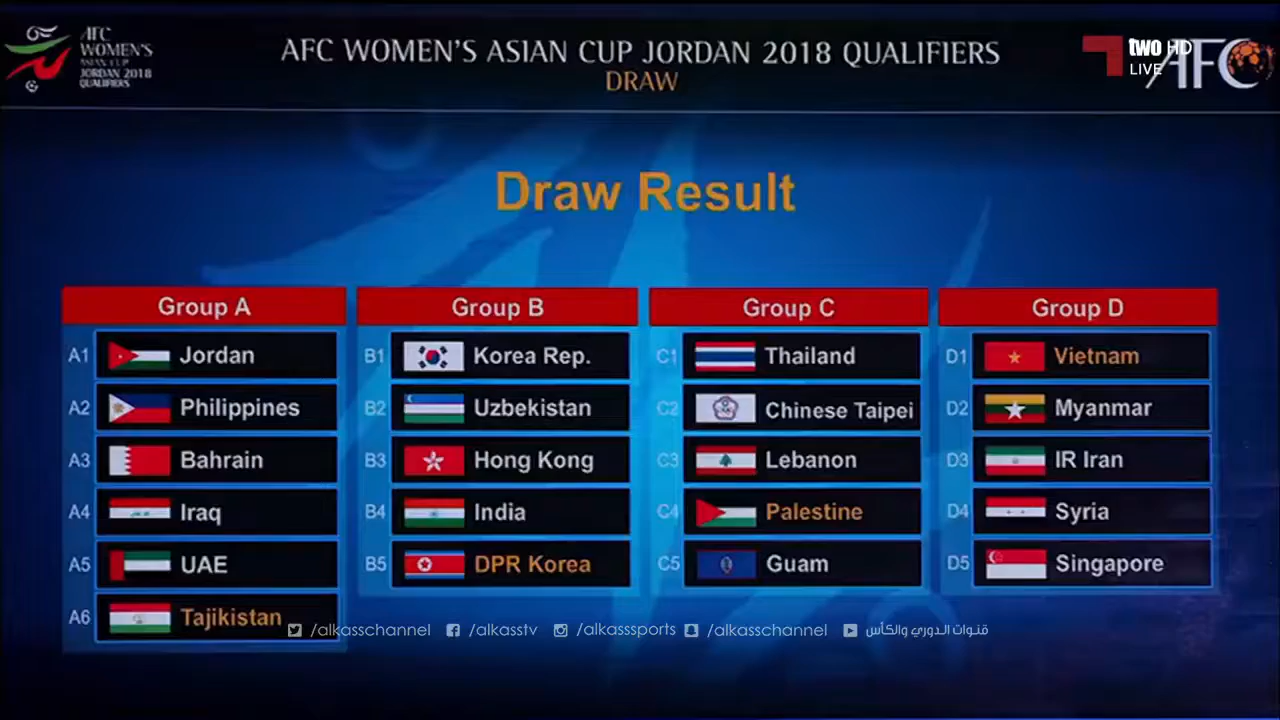 AFC
WOMEN'S
ASIAN CUP
JORDAN 2018
QUALIFIERS
AFC WOMEN'S ASIAN CUP JORDAN 2018 QUALIFIERS
DRAW
two HD
LIVE
AFC
Draw Result
Group A
A1 Jordan
A2 Philippines
A3 Bahrain
A4 Iraq
A5 UAE
A6 Tajikistan
Group B
B1 Korea Rep.
B2 Uzbekistan
B3 Hong Kong
B4 India
B5 DPR Korea
Group C
C1 Thailand
C2 Chinese Taipei
C3 Lebanon
C4 Palestine
C5 Guam
Group D
D1 Vietnam
D2 Myanmar
D3 IR Iran
D4 Syria
D5 Singapore
/alkasschannel /alkasstv /alkasssports /alkasschannel قنوات الدوري والكأس